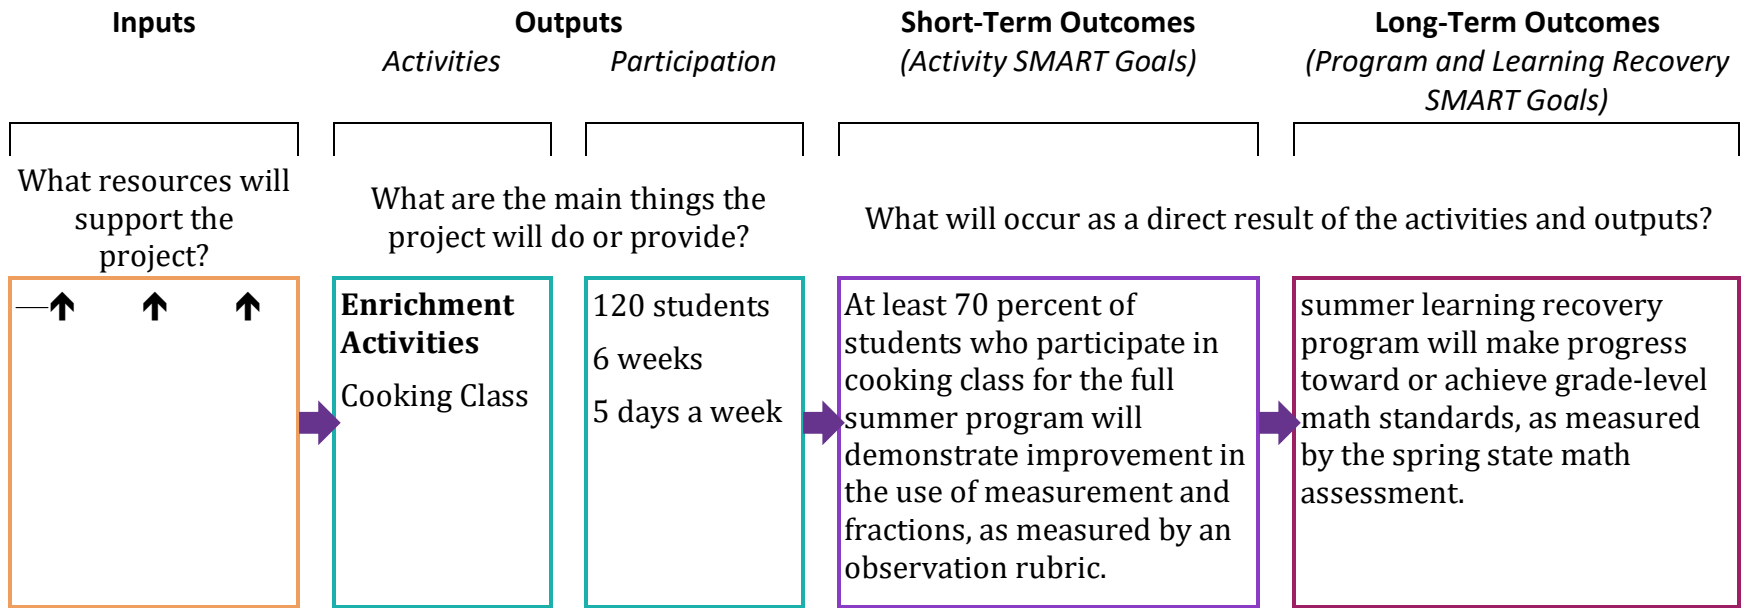 Inputs
Outputs
Activities
Participation
Short-Term Outcomes
(Activity SMART Goals)
Long-Term Outcomes
(Program and Learning Recovery
SMART Goals)
What resources will
support the
project?
What are the main things the
project will do or provide?
What will occur as a direct result of the activities and outputs?
—🡹 🡹 🡹
Enrichment
Activities
Cooking Class
120 students
6 weeks
5 days a week
At least 70 percent of
students who participate in
cooking class for the full
summer program will
demonstrate improvement in
the use of measurement and
fractions, as measured by an
observation rubric.
summer learning recovery
program will make progress
toward or achieve grade-level
math standards, as measured
by the spring state math
assessment.